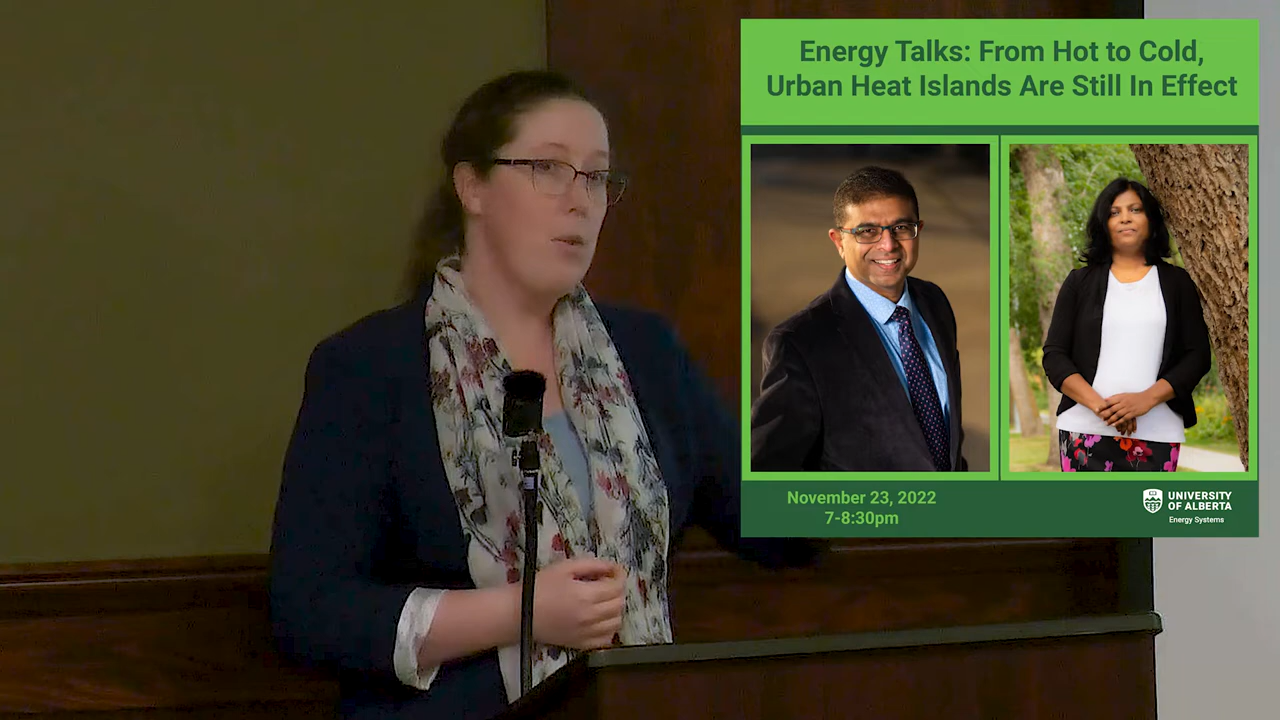 Energy Talks: From Hot to Cold,
Urban Heat Islands Are Still In Effect
November 23, 2022
7-8:30pm
UNIVERSITY
OF ALBERTA
Energy Systems